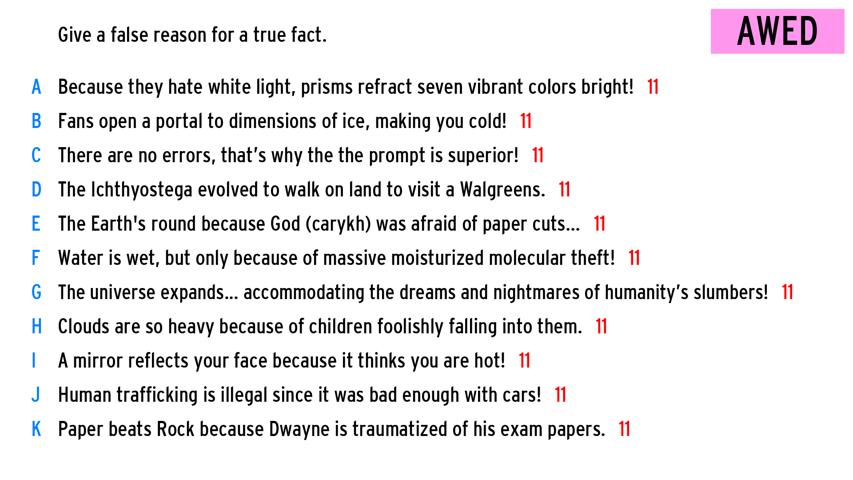 Give a false reason for a true fact.
AWED
A Because they hate white light, prisms refract seven vibrant colors bright! 11
B Fans open a portal to dimensions of ice, making you cold! 11
C There are no errors, that's why the the prompt is superior! 11
D The Ichthyostega evolved to walk on land to visit a Walgreens. 11
E The Earth's round because God (carykh) was afraid of paper cuts... 11
F Water is wet, but only because of massive moisturized molecular theft! 11
G The universe expands... accommodating the dreams and nightmares of humanity's slumbers! 11
H Clouds are so heavy because of children foolishly falling into them. 11
I A mirror reflects your face because it thinks you are hot! 11
J Human trafficking is illegal since it was bad enough with cars! 11
K Paper beats Rock because Dwayne is traumatized of his exam papers. 11